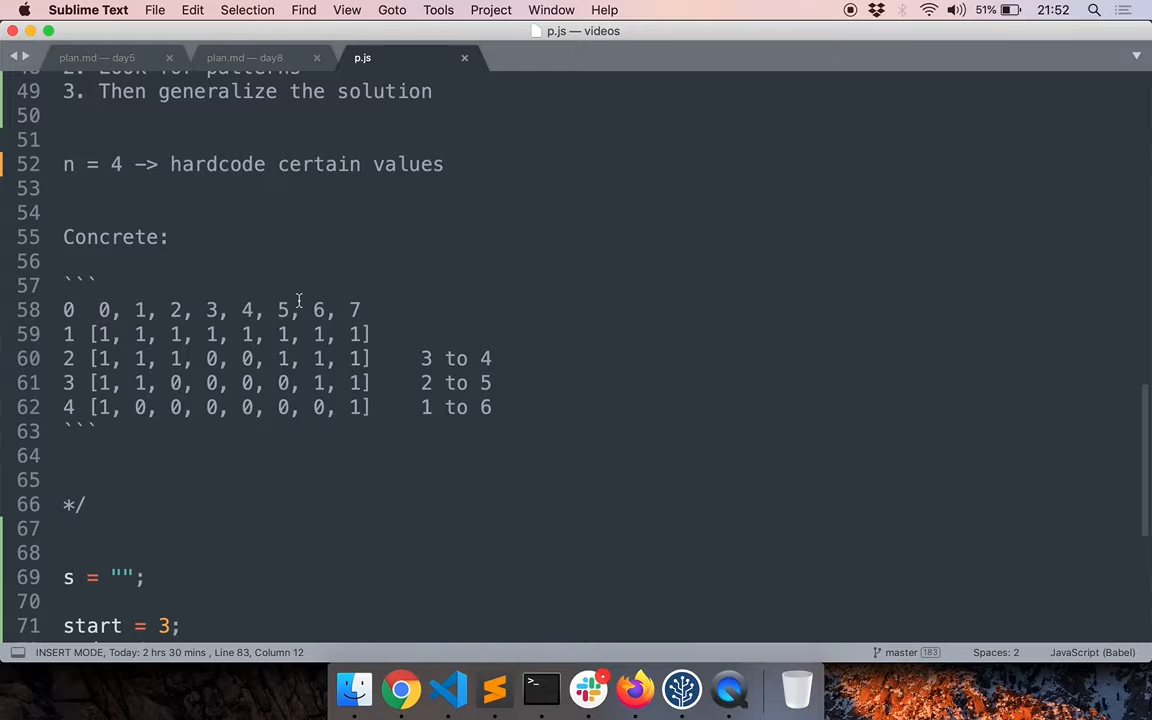 Sublime Text File Edit Selection Find View Goto Tools Project Window Help 51% 21:52
p.js — videos
plan.md — day5 plan.md — day8 p.js
48 2. Look for patterns
49 3. Then generalize the solution
50
51
52 n = 4 -> hardcode certain values
53
54
55 Concrete:
56
57 ```
58 0  0, 1, 2, 3, 4, 5, 6, 7
59 1 [1, 1, 1, 1, 1, 1, 1, 1]
60 2 [1, 1, 1, 0, 0, 1, 1, 1]    3 to 4
61 3 [1, 1, 0, 0, 0, 0, 1, 1]    2 to 5
62 4 [1, 0, 0, 0, 0, 0, 0, 1]    1 to 6
63 ```
64
65
66 */
67
68
69 s = "";
70
71 start = 3;
INSERT MODE, Today: 2 hrs 30 mins , Line 83, Column 12 master 183 Spaces: 2 JavaScript (Babel)